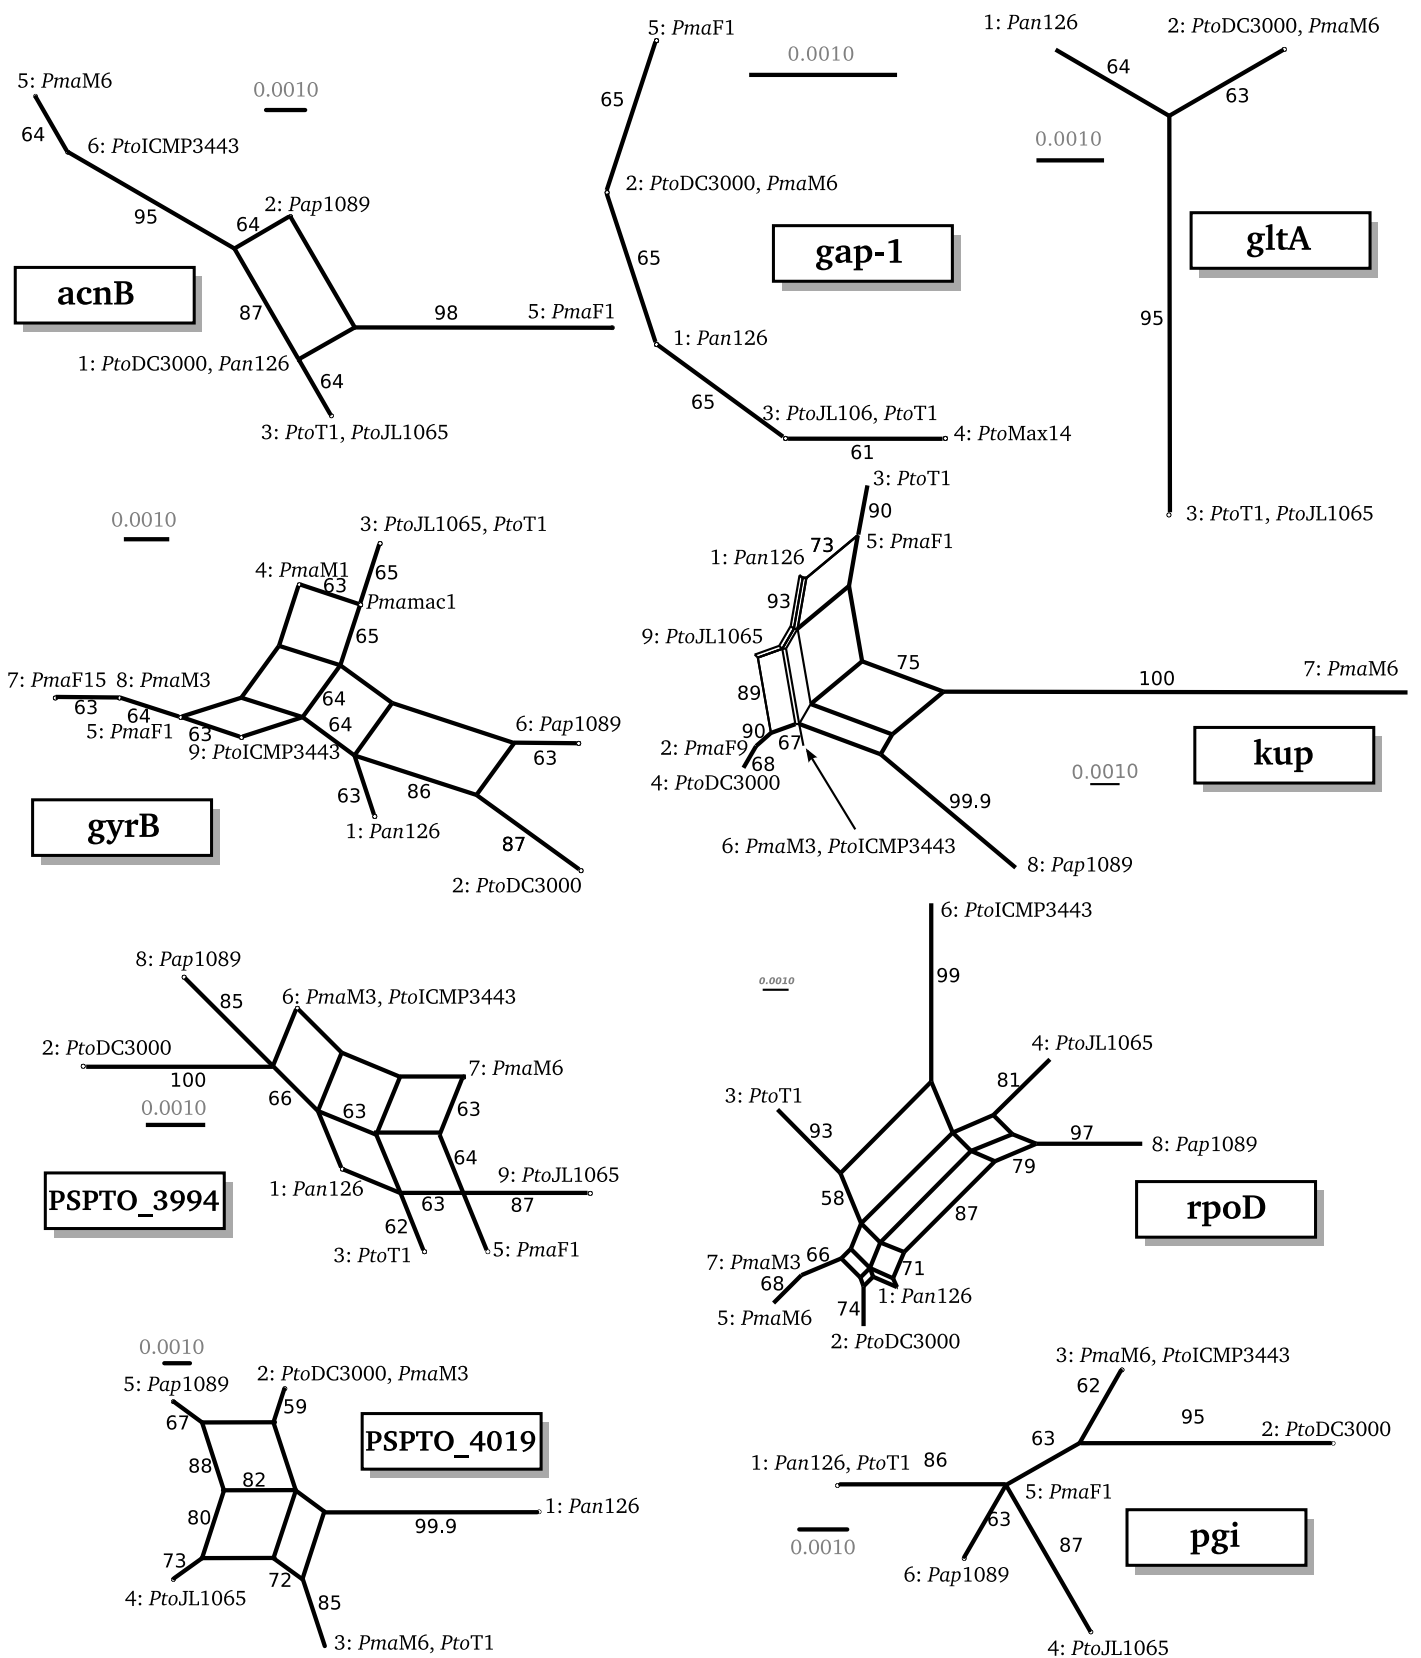 5: PmaM6
0.0010
64
6: PtoICMP3443
95
64
2: Pap1089
acnB
87
98
5: PmaF1
1: PtoDC3000, Pan126
64
3: PtoT1, PtoJL1065
5: PmaF1
0.0010
65
2: PtoDC3000, PmaM6
65
gap-1
1: Pan126
65
3: PtoJL106, PtoT1
4: PtoMax14
61
1: Pan126
2: PtoDC3000, PmaM6
64
63
0.0010
gltA
95
3: PtoT1, PtoJL1065
0.0010
3: PtoJL1065, PtoT1
4: PmaM1
63
65
Pmamac1
65
7: PmaF15
8: PmaM3
63
64
64
64
5: PmaF1
63
9: PtoICMP3443
6: Pap1089
63
63
86
gyrB
1: Pan126
87
2: PtoDC3000
3: PtoT1
90
73
5: PmaF1
1: Pan126
93
9: PtoJL1065
75
100
7: PmaM6
89
90
67
2: PmaF9
68
4: PtoDC3000
kup
0.0010
99.9
6: PmaM3, PtoICMP3443
8: Pap1089
8: Pap1089
85
6: PmaM3, PtoICMP3443
2: PtoDC3000
100
7: PmaM6
66
63
63
0.0010
64
PSPTO_3994
1: Pan126
9: PtoJL1065
63
87
62
3: PtoT1
5: PmaF1
6: PtoICMP3443
99
0.0010
4: PtoJL1065
81
3: PtoT1
93
97
8: Pap1089
79
58
87
rpoD
7: PmaM3
66
71
68
1: Pan126
74
5: PmaM6
2: PtoDC3000
0.0010
5: Pap1089
2: PtoDC3000, PmaM3
59
67
PSPTO_4019
88
82
80
1: Pan126
99.9
73
72
4: PtoJL1065
85
3: PmaM6, PtoT1
3: PmaM6, PtoICMP3443
62
95
2: PtoDC3000
63
1: Pan126, PtoT1
86
5: PmaF1
63
0.0010
87
pgi
6: Pap1089
4: PtoJL1065